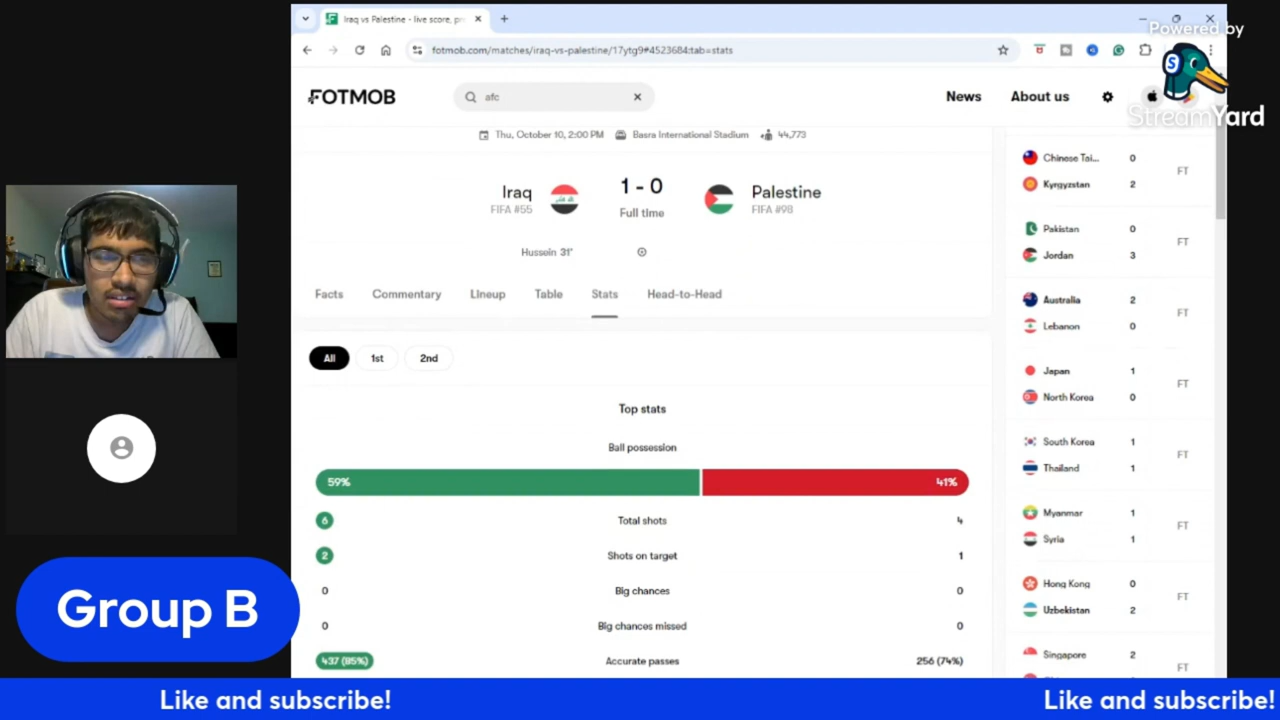 Iraq vs Palestine - live score, pr
fotmob.com/matches/iraq-vs-palestine/17ytg9#4523684:tab=stats
Powered by
StreamYard
FOTMOB
afc
News
About us
Thu, October 10, 2:00 PM
Basra International Stadium
44,773
Iraq
FIFA #55
1 - 0
Full time
Palestine
FIFA #98
Hussein 31'
Facts Commentary Lineup Table Stats Head-to-Head
All 1st 2nd
Top stats
Ball possession
59% 41%
6 Total shots 4
2 Shots on target 1
0 Big chances 0
0 Big chances missed 0
437 (85%) Accurate passes 256 (74%)
Chinese Tai... 0
Kyrgyzstan 2
FT
Pakistan 0
Jordan 3
FT
Australia 2
Lebanon 0
FT
Japan 1
North Korea 0
FT
South Korea 1
Thailand 1
FT
Myanmar 1
Syria 1
FT
Hong Kong 0
Uzbekistan 2
FT
Singapore 2
FT
Group B
Like and subscribe! Like and subscribe!